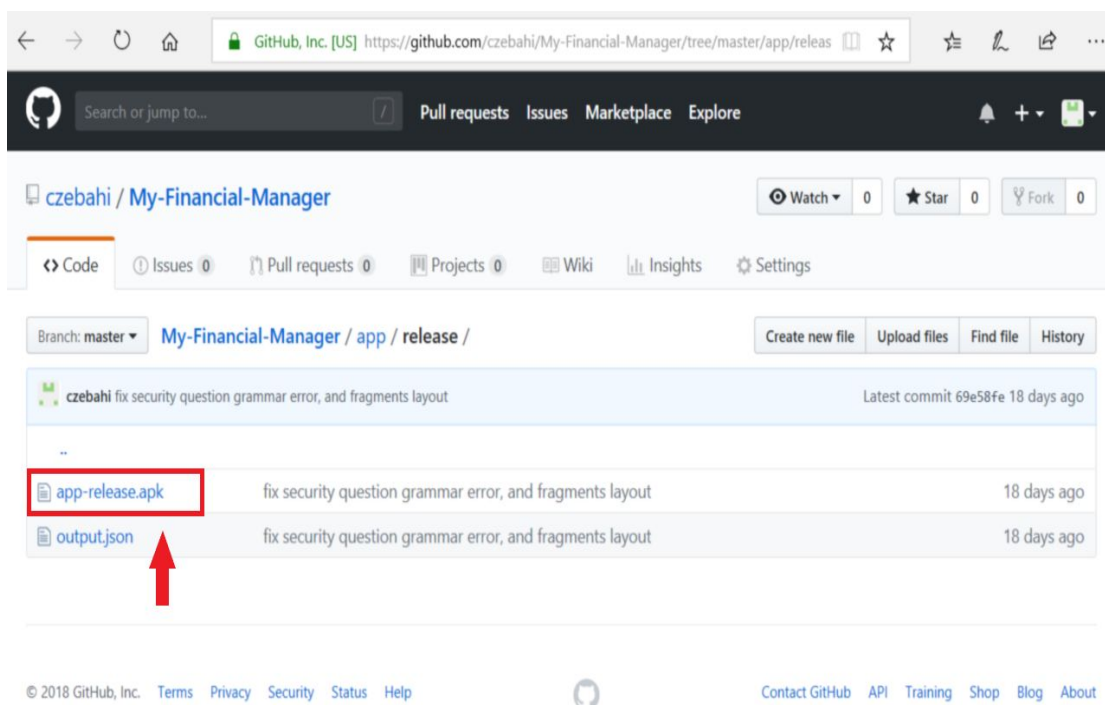 GitHub, Inc. [US] https://github.com/czebahi/My-Financial-Manager/tree/master/app/releas
Search or jump to... / Pull requests Issues Marketplace Explore
czebahi / My-Financial-Manager Watch 0 Star 0 Fork 0
Code Issues 0 Pull requests 0 Projects 0 Wiki Insights Settings
Branch: master My-Financial-Manager / app / release / Create new file Upload files Find file History
czebahi fix security question grammar error, and fragments layout Latest commit 69e58fe 18 days ago
..
app-release.apk fix security question grammar error, and fragments layout 18 days ago
output.json fix security question grammar error, and fragments layout 18 days ago
© 2018 GitHub, Inc. Terms Privacy Security Status Help Contact GitHub API Training Shop Blog About